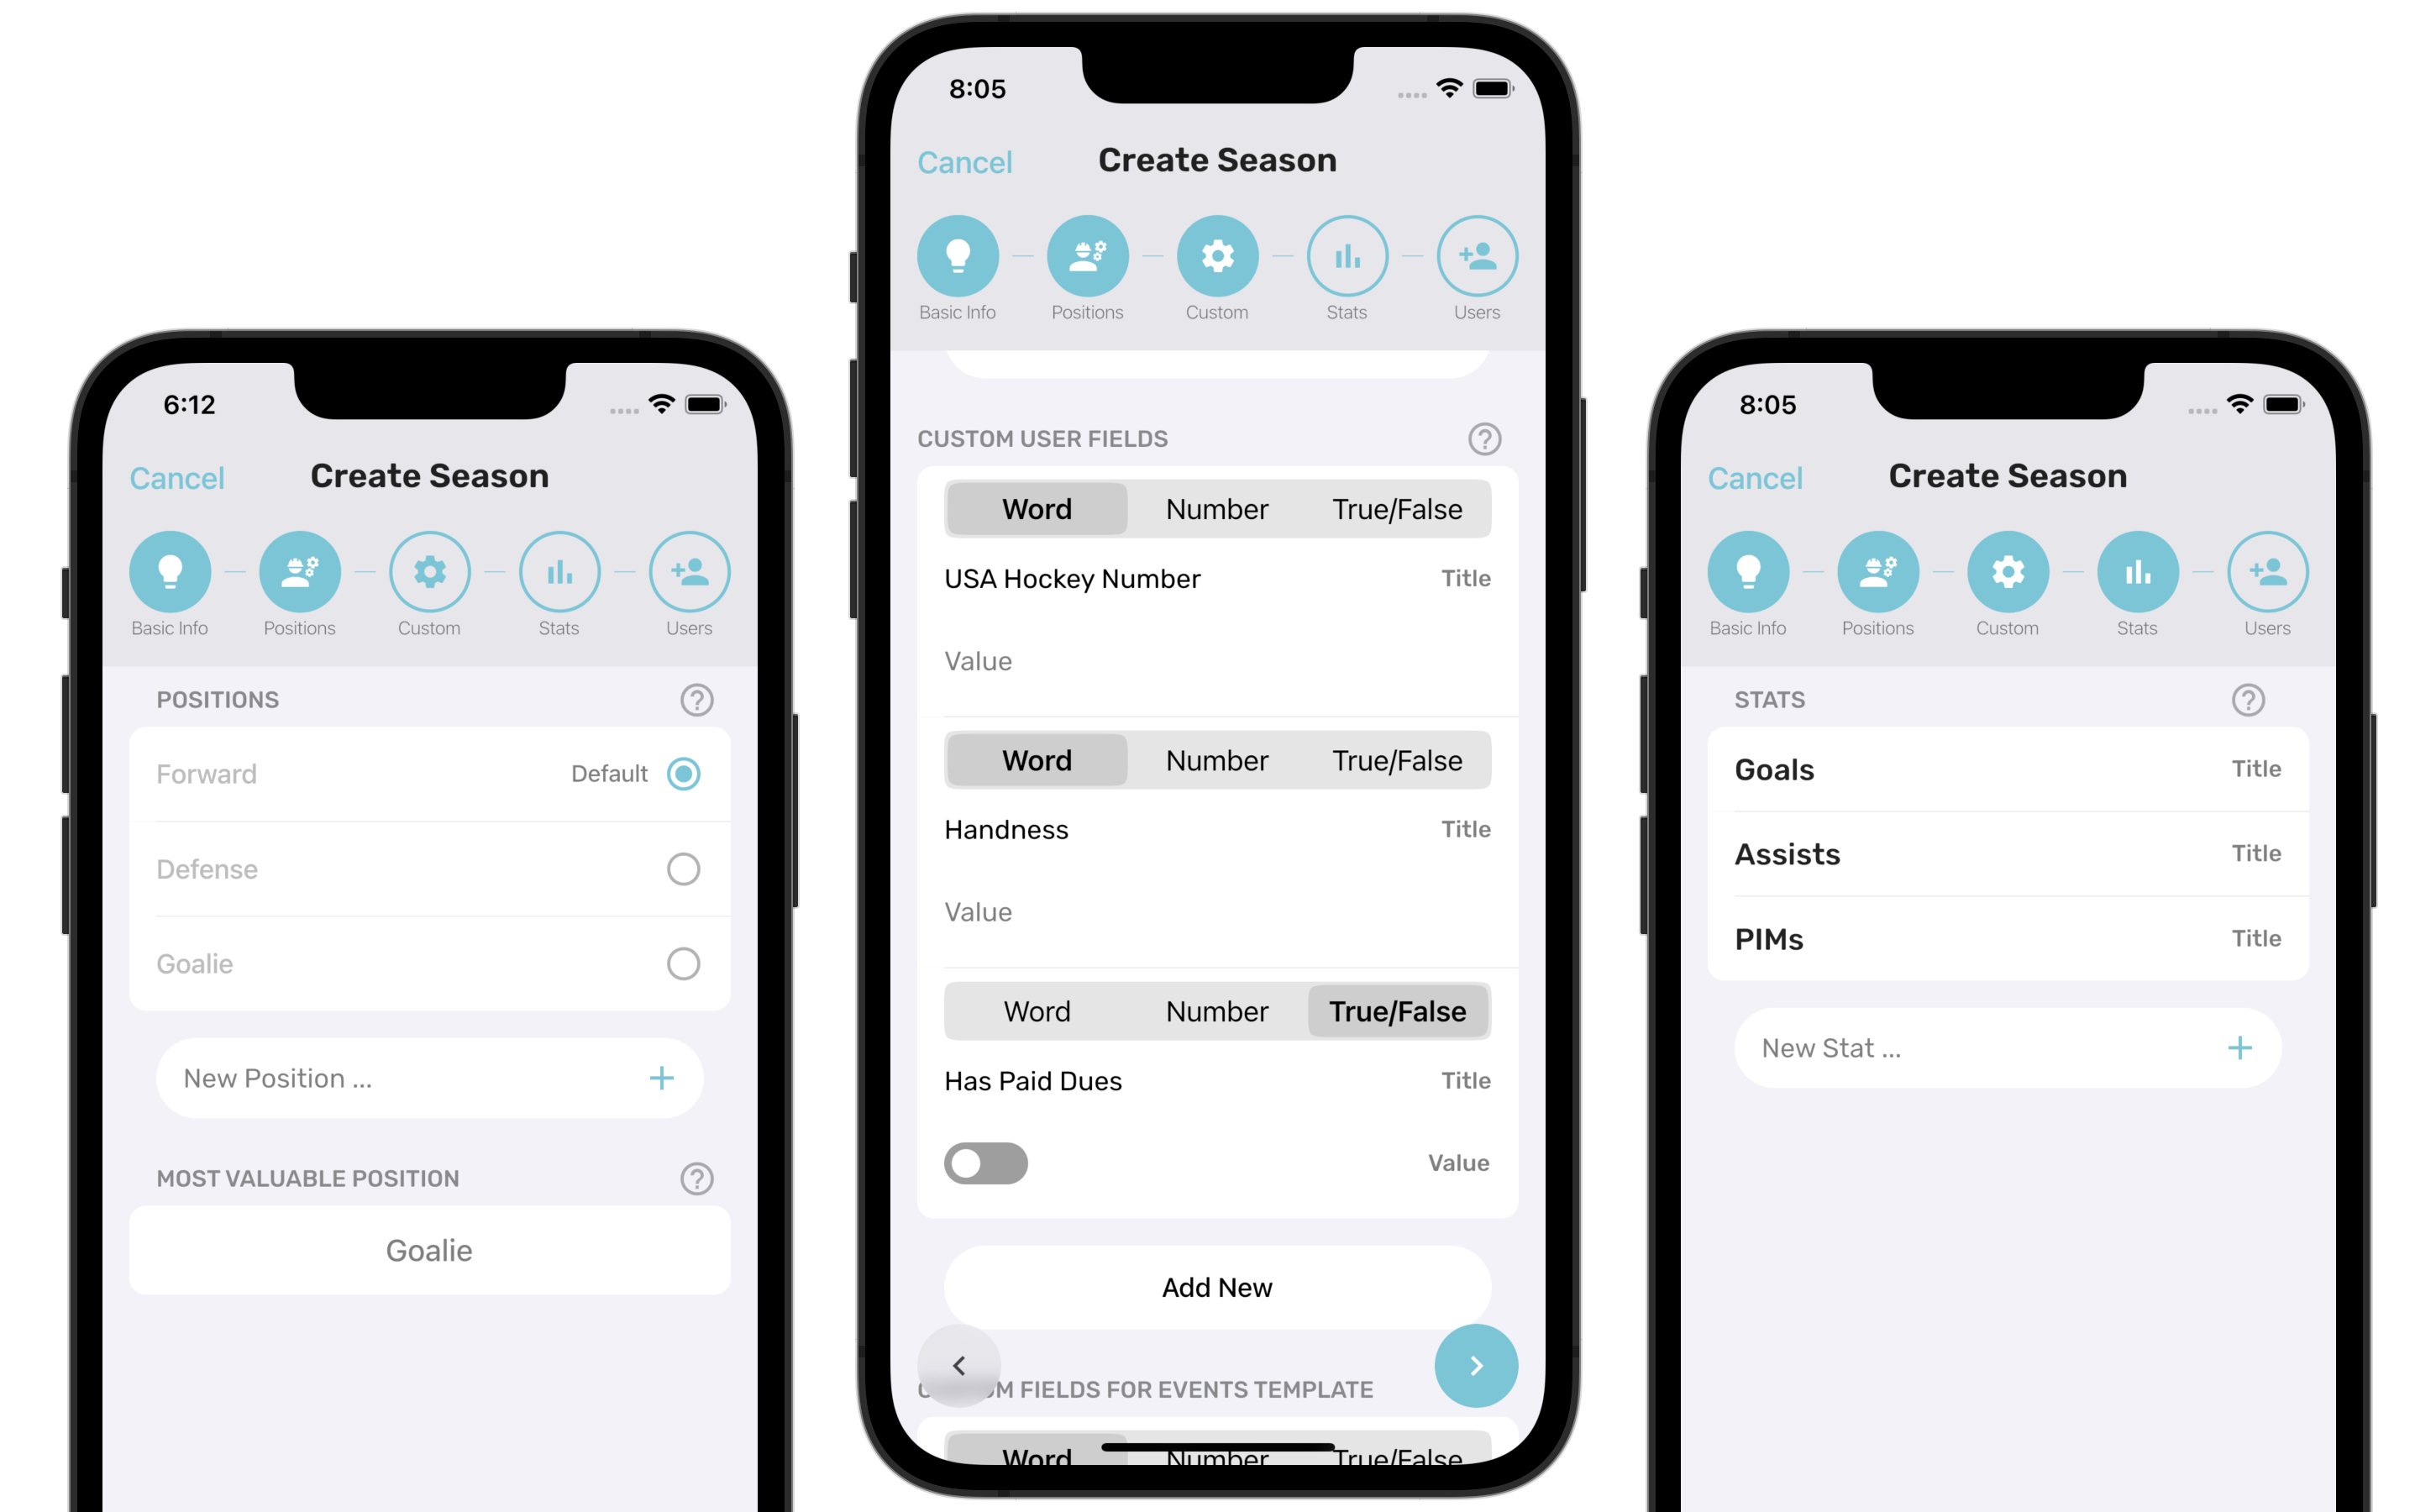 6:12
Cancel Create Season
Basic Info Positions Custom Stats Users
POSITIONS ?
Forward Default
Defense
Goalie
New Position ... +
MOST VALUABLE POSITION ?
Goalie
8:05
Cancel Create Season
Basic Info Positions Custom Stats Users
CUSTOM USER FIELDS ?
Word Number True/False
USA Hockey Number Title
Value
Word Number True/False
Handness Title
Value
Word Number True/False
Has Paid Dues Title
Value
Add New
FIELDS FOR EVENTS TEMPLATE
Word Number True/False
8:05
Cancel Create Season
Basic Info Positions Custom Stats Users
STATS ?
Goals Title
Assists Title
PIMs Title
New Stat ... +